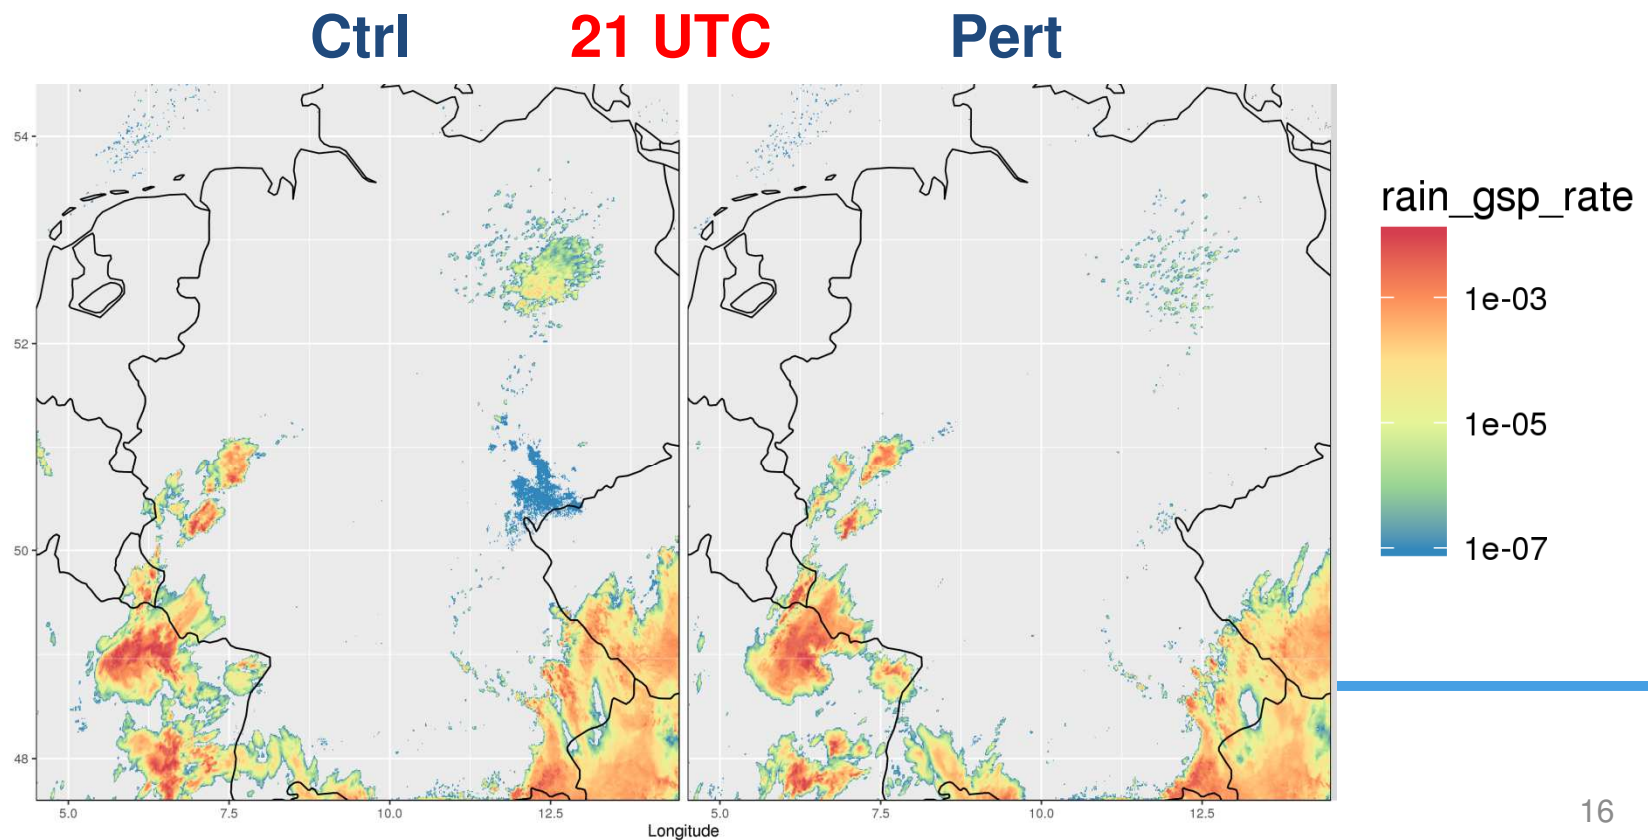 Ctrl 21 UTC Pert
rain_gsp_rate
1e-03
1e-05
1e-07
54
52
50
48
5.0 7.5 10.0 12.5 5.0 7.5 10.0 12.5
Longitude
16